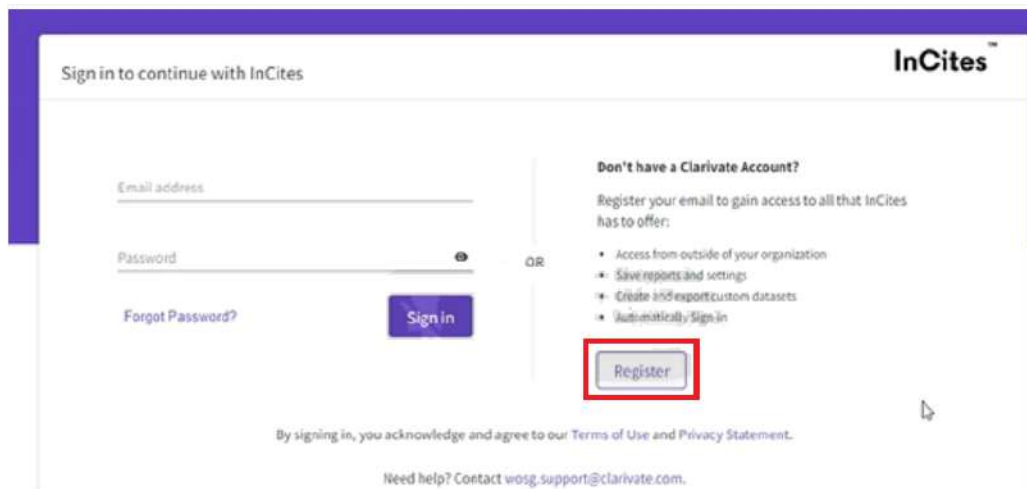 Sign in to continue with InCites
InCites™
Email address
Password
Forgot Password?
Sign in
OR
Don't have a Clarivate Account?
Register your email to gain access to all that InCites
has to offer:
• Access from outside of your organization
• Save reports and settings
• Create and export custom datasets
• Automatically Sign in
Register
By signing in, you acknowledge and agree to our Terms of Use and Privacy Statement.
Need help? Contact wosg.support@clarivate.com.